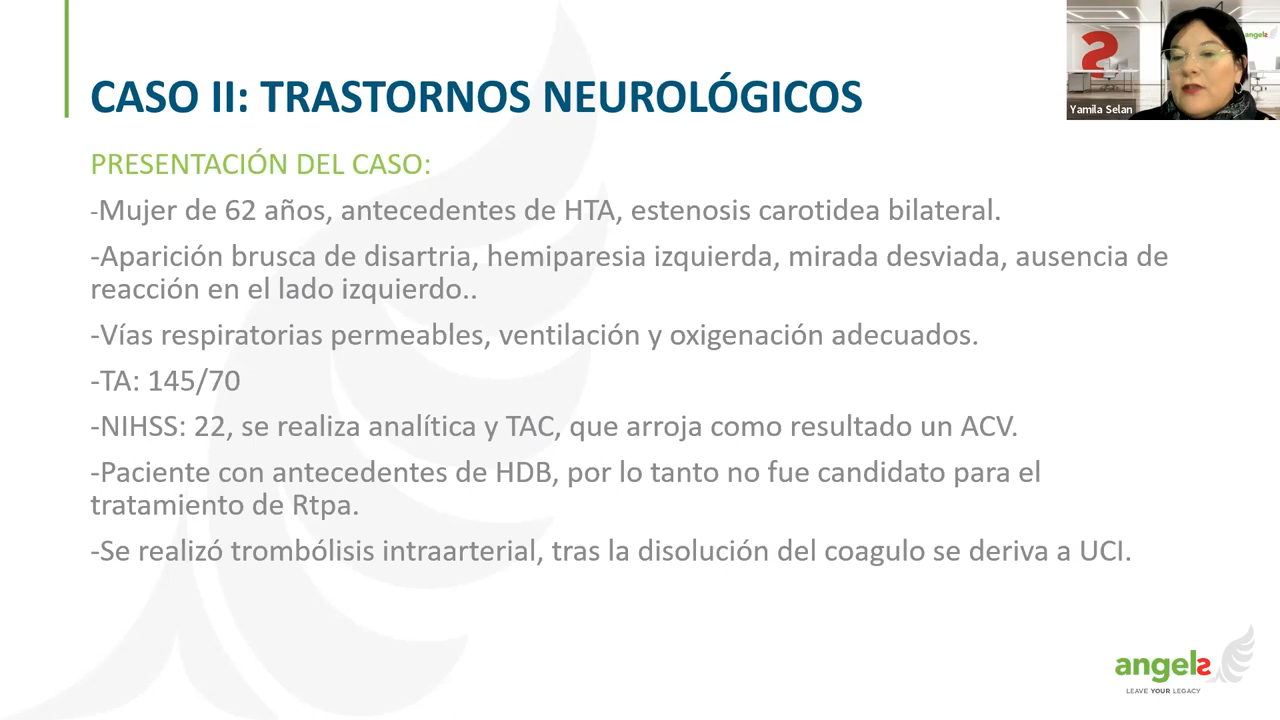 CASO II: TRASTORNOS NEUROLÓGICOS
PRESENTACIÓN DEL CASO:
-Mujer de 62 años, antecedentes de HTA, estenosis carotidea bilateral.
-Aparición brusca de disartria, hemiparesia izquierda, mirada desviada, ausencia de
reacción en el lado izquierdo..
-Vías respiratorias permeables, ventilación y oxigenación adecuados.
-TA: 145/70
-NIHSS: 22, se realiza analítica y TAC, que arroja como resultado un ACV.
-Paciente con antecedentes de HDB, por lo tanto no fue candidato para el
tratamiento de Rtpa.
-Se realizó trombólisis intraarterial, tras la disolución del coagulo se deriva a UCI.
angels
Yamila Selan
angels
LEAVE YOUR LEGACY